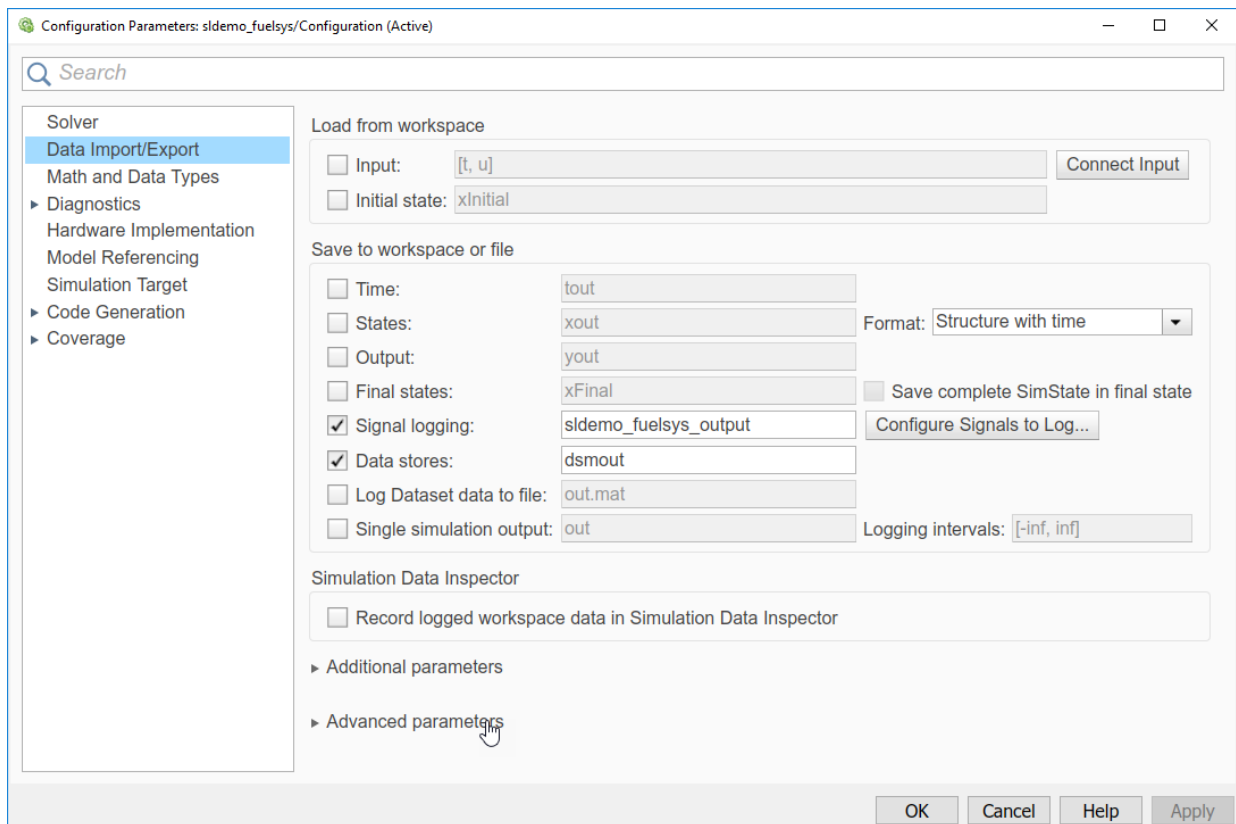 Configuration Parameters: sldemo_fuelsys/Configuration (Active)
Search
Solver
Data Import/Export
Math and Data Types
Diagnostics
Hardware Implementation
Model Referencing
Simulation Target
Code Generation
Coverage
Load from workspace
Input: [t, u] Connect Input
Initial state: xInitial
Save to workspace or file
Time: tout
States: xout Format: Structure with time
Output: yout
Final states: xFinal Save complete SimState in final state
Signal logging: sldemo_fuelsys_output Configure Signals to Log...
Data stores: dsmout
Log Dataset data to file: out.mat
Single simulation output: out Logging intervals: [-inf, inf]
Simulation Data Inspector
Record logged workspace data in Simulation Data Inspector
Additional parameters
Advanced parameters
OK Cancel Help Apply